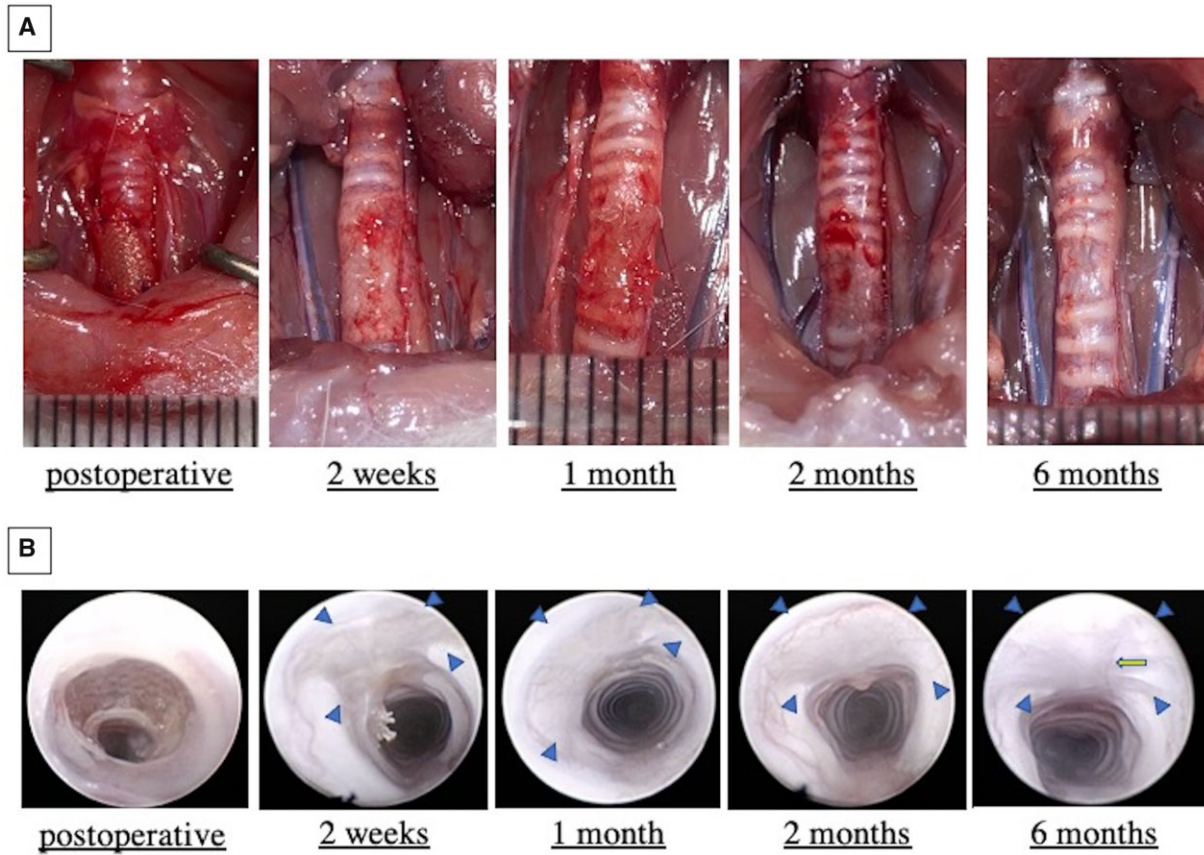 A
postoperative
2 weeks
1 month
2 months
6 months
B
postoperative
2 weeks
1 month
2 months
6 months